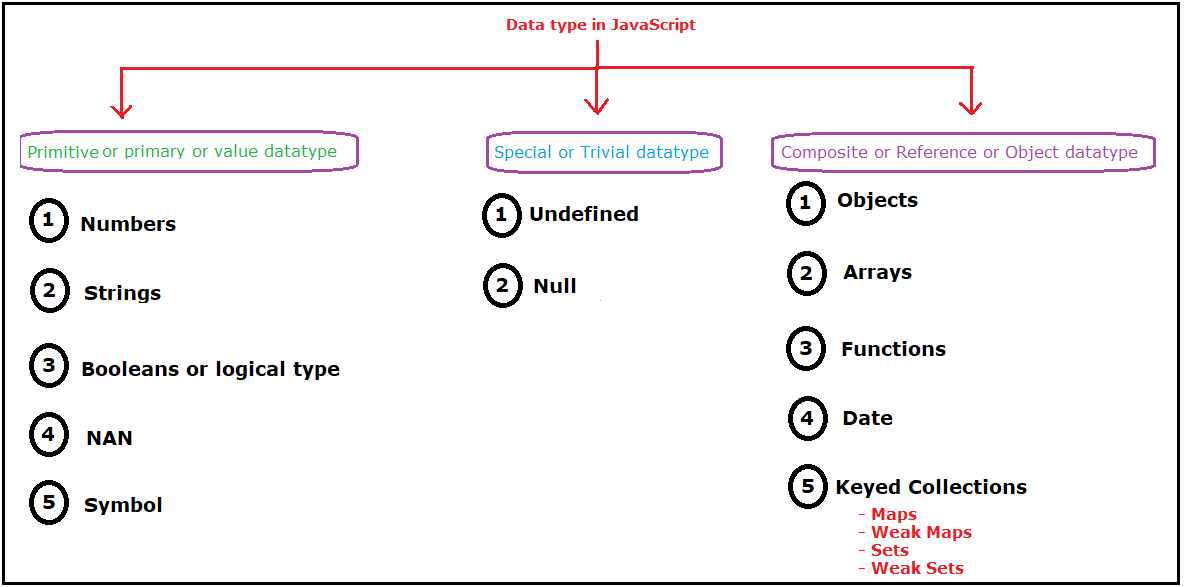 Data type in JavaScript
Primitive or primary or value datatype
1 Numbers
2 Strings
3 Booleans or logical type
4 NAN
5 Symbol
Special or Trivial datatype
1 Undefined
2 Null
Composite or Reference or Object datatype
1 Objects
2 Arrays
3 Functions
4 Date
5 Keyed Collections
- Maps
- Weak Maps
- Sets
- Weak Sets